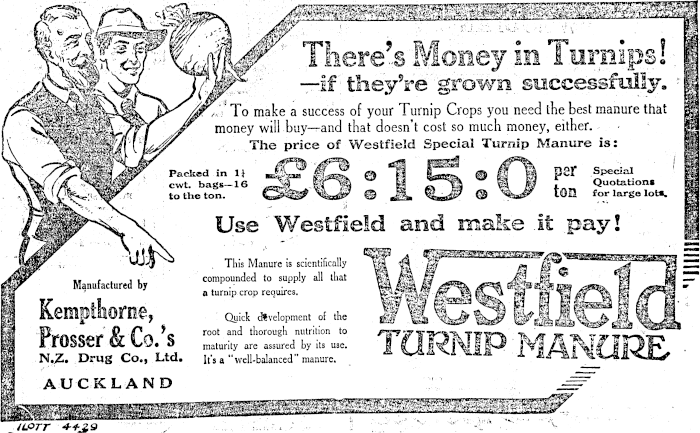 There's Money in Turnips!
—if they're grown successfully.
To make a success of your Turnip Crops you need the best manure that
money will buy—and that doesn't cost so much money, either.
The price of Westfield Special Turnip Manure is:
Packed in 1¼
cwt. bags—16
to the ton.
£6:15:0
per
ton
Special
Quotations
for large lots.
Use Westfield and make it pay!
Manufactured by
Kempthorne,
Prosser & Co.'s
N.Z. Drug Co., Ltd.
AUCKLAND
This Manure is scientifically
compounded to supply all that
a turnip crop requires.
Quick development of the
root and thorough nutrition to
maturity are assured by its use.
It's a "well-balanced" manure.
Westfield
TURNIP MANURE
ILOTT 4429